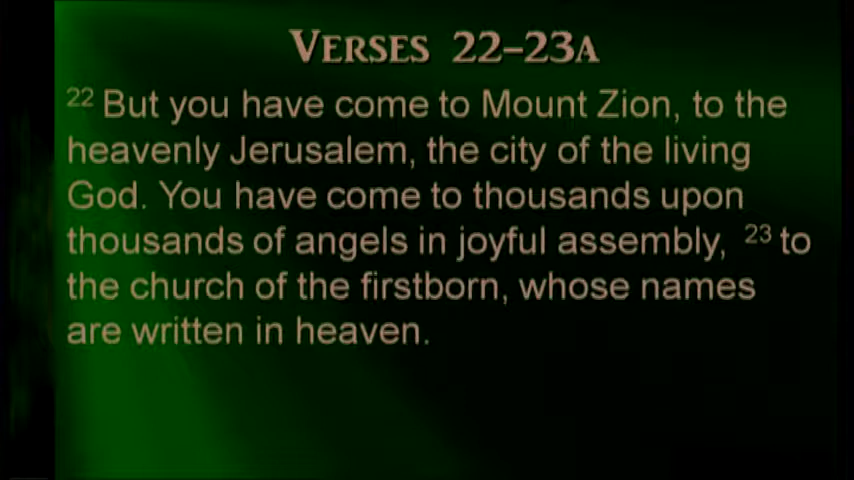 VERSES 22–23A
22 But you have come to Mount Zion, to the
heavenly Jerusalem, the city of the living
God. You have come to thousands upon
thousands of angels in joyful assembly, 23 to
the church of the firstborn, whose names
are written in heaven.